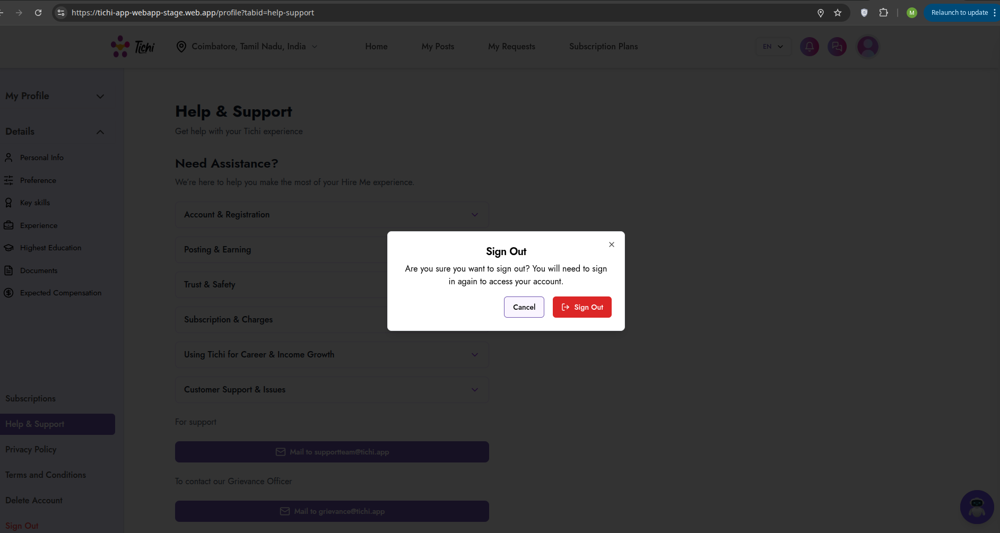 https://tichi-app-webapp-stage.web.app/profile?tabid=help-support
M
Relaunch to update
Tichi
Coimbatore, Tamil Nadu, India
Home
My Posts
My Requests
Subscription Plans
EN
My Profile
Details
Personal Info
Preference
Key skills
Experience
Highest Education
Documents
Expected Compensation
Subscriptions
Help & Support
Privacy Policy
Terms and Conditions
Delete Account
Sign Out
Help & Support
Get help with your Tichi experience
Need Assistance?
We're here to help you make the most of your Hire Me experience.
Account & Registration
Posting & Earning
Trust & Safety
Subscription & Charges
Using Tichi for Career & Income Growth
Customer Support & Issues
For support
Mail to supportteam@tichi.app
To contact our Grievance Officer
Mail to grievance@tichi.app
Sign Out
Are you sure you want to sign out? You will need to sign
in again to access your account.
Cancel
Sign Out